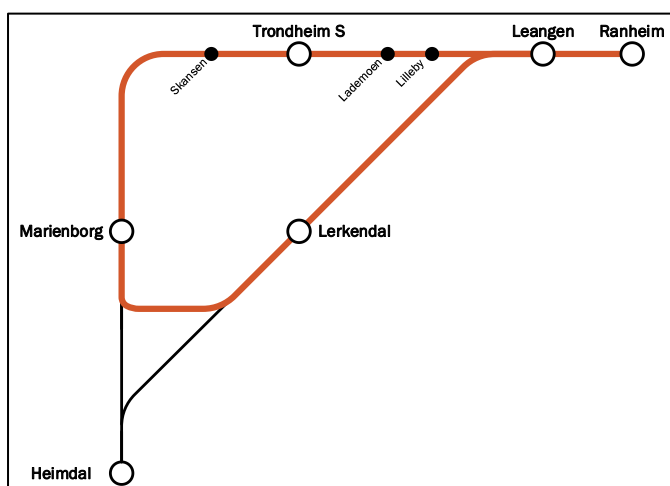 Trondheim S
Leangen
Ranheim
Skansen
Lademoen
Lilleby
Marienborg
Lerkendal
Heimdal